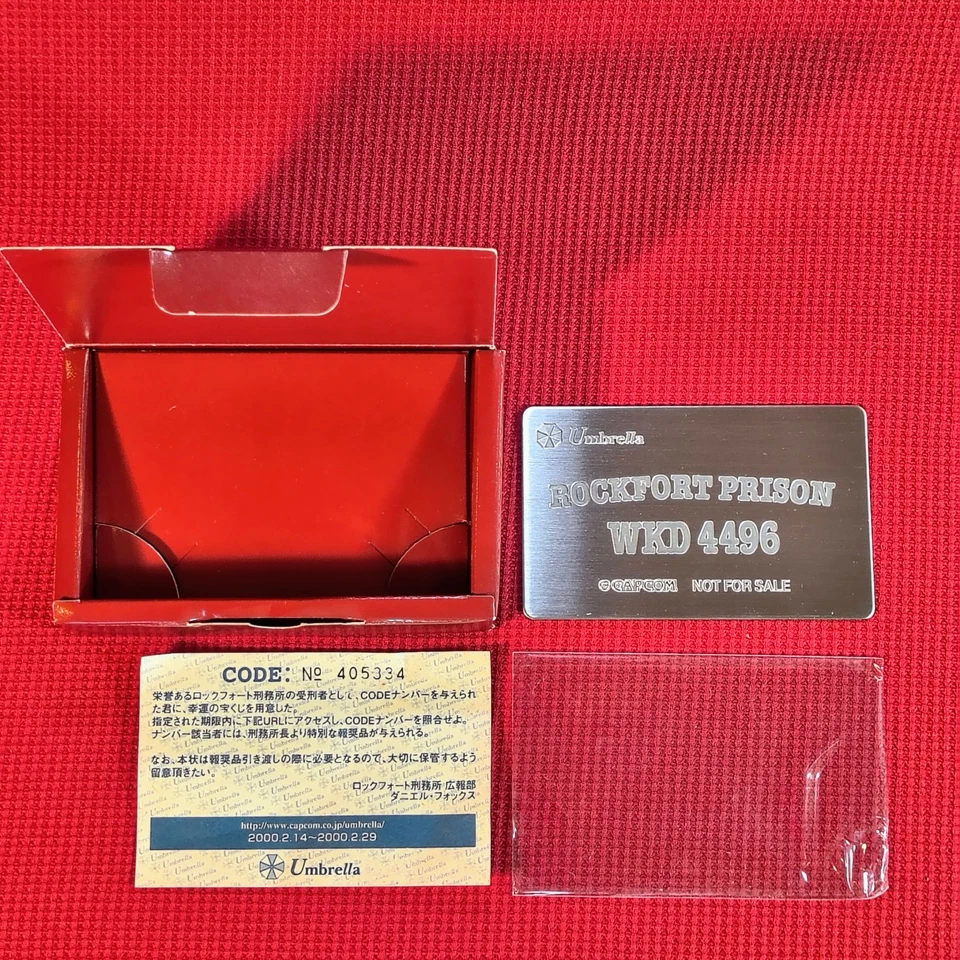 Umbrella
ROCKFORT PRISON
WKD 4496
©CAPCOM NOT FOR SALE
CODE: № 405334
栄誉あるロックフォート刑務所の受刑者として、CODEナンバーを与えられ
た君に、幸運の宝くじを用意した。
指定された期限内に下記URLにアクセスし、CODEナンバーを照合せよ。
ナンバー該当者には、刑務所長より特別な報奨品が与えられる。
なお、本状は報奨品引き渡しの際に必要となるので、大切に保管するよう
留意頂きたい。
ロックフォート刑務所 広報部
ダニエル・フォックス
http://www.capcom.co.jp/umbrella/
2000.2.14～2000.2.29
Umbrella